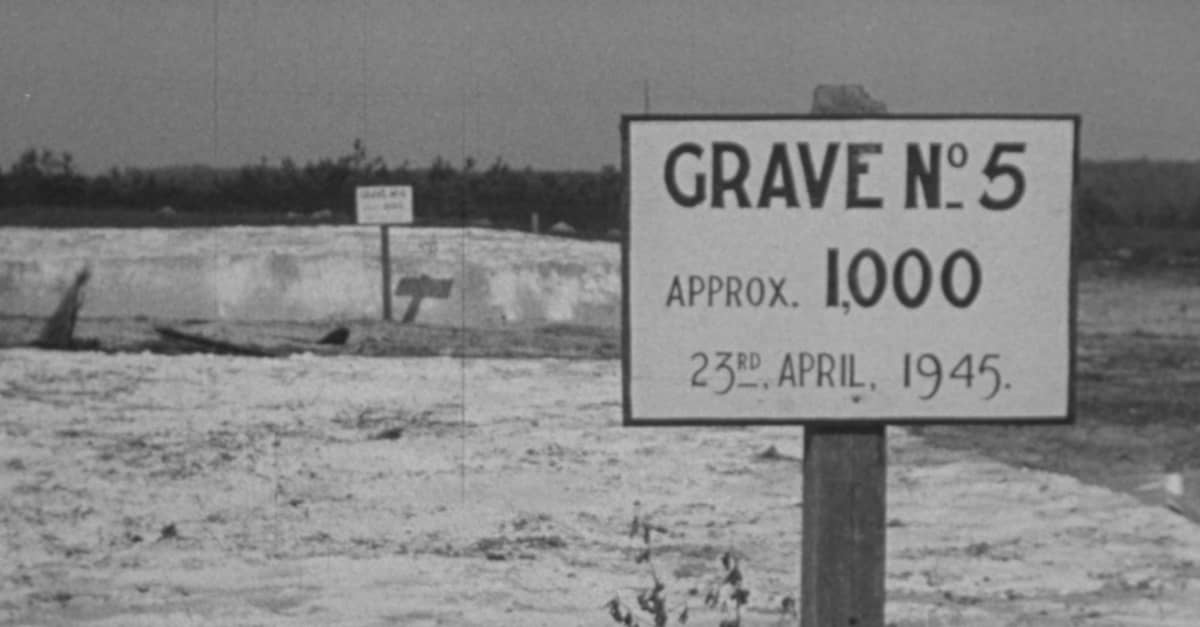 GRAVE Nº 5
APPROX. 1,000
23RD, APRIL, 1945.